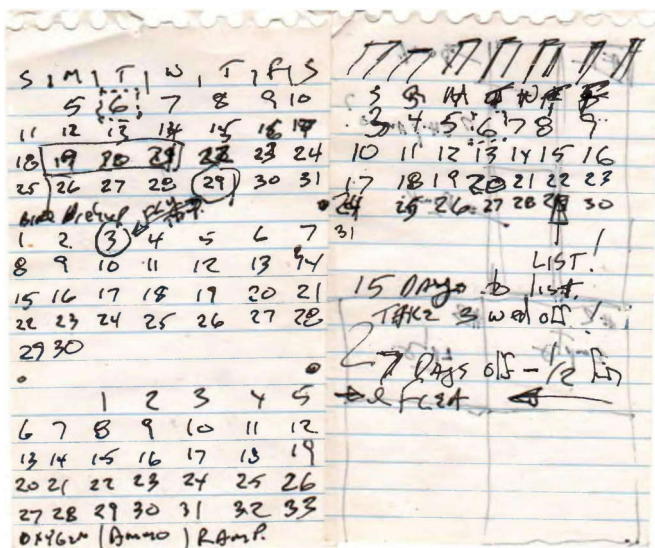 S | M | T | W | T | F | S
5 6 7 8 9 10
11 12 13 14 15 16 17
18 19 20 21 22 23 24
25 26 27 28 29 30 31
1 2 3 4 5 6 7
8 9 10 11 12 13 14
15 16 17 18 19 20 21
22 23 24 25 26 27 28
29 30
1 2 3 4 5
6 7 8 9 10 11 12
13 14 15 16 17 18 19
20 21 22 23 24 25 26
27 28 29 30 31 32 33
OXYGEN | AMMO | RAMP.
3 4 5 6 7 8 9
10 11 12 13 14 15 16
17 18 19 20 21 22 23
24 25 26 27 28 29 30
31
LIST!
15 DAYS to list.
TAKE 3 wed off!
7 DAYS off - 12